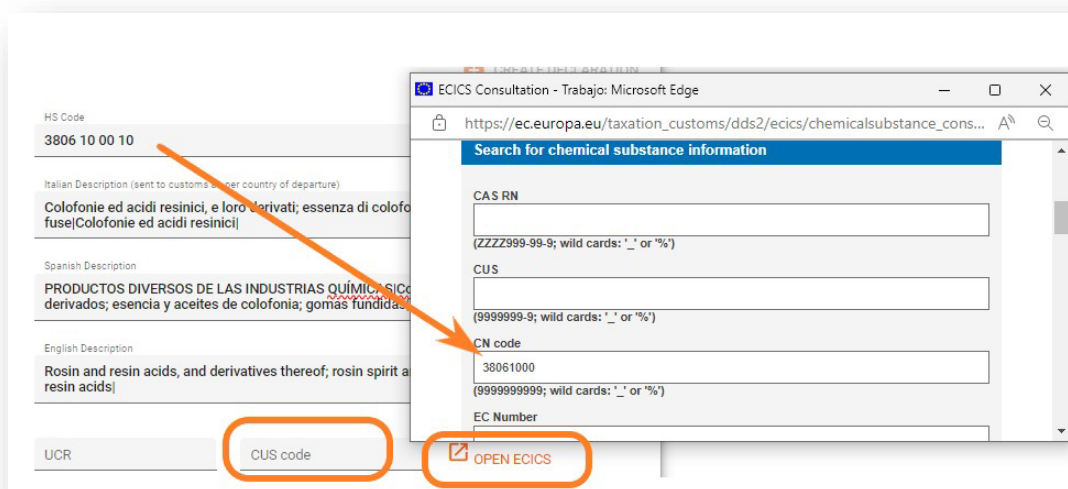 CREATE DECLARATION
HS Code
3806 10 00 10
Italian Description (sent to customs as per country of departure)
Colofonie ed acidi resinici, e loro derivati; essenza di colofo
fuse|Colofonie ed acidi resinici|
Spanish Description
PRODUCTOS DIVERSOS DE LAS INDUSTRIAS QUÍMICAS|Co
derivados; esencia y aceites de colofonia; gomas fundidas
English Description
Rosin and resin acids, and derivatives thereof; rosin spirit a
resin acids|
UCR
CUS code
OPEN ECICS
ECICS Consultation - Trabajo: Microsoft Edge
https://ec.europa.eu/taxation_customs/dds2/ecics/chemicalsubstance_cons...
Search for chemical substance information
CAS RN
(ZZZZ999-99-9; wild cards: '_' or '%')
CUS
(9999999-9; wild cards: '_' or '%')
CN code
38061000
(9999999999; wild cards: '_' or '%')
EC Number